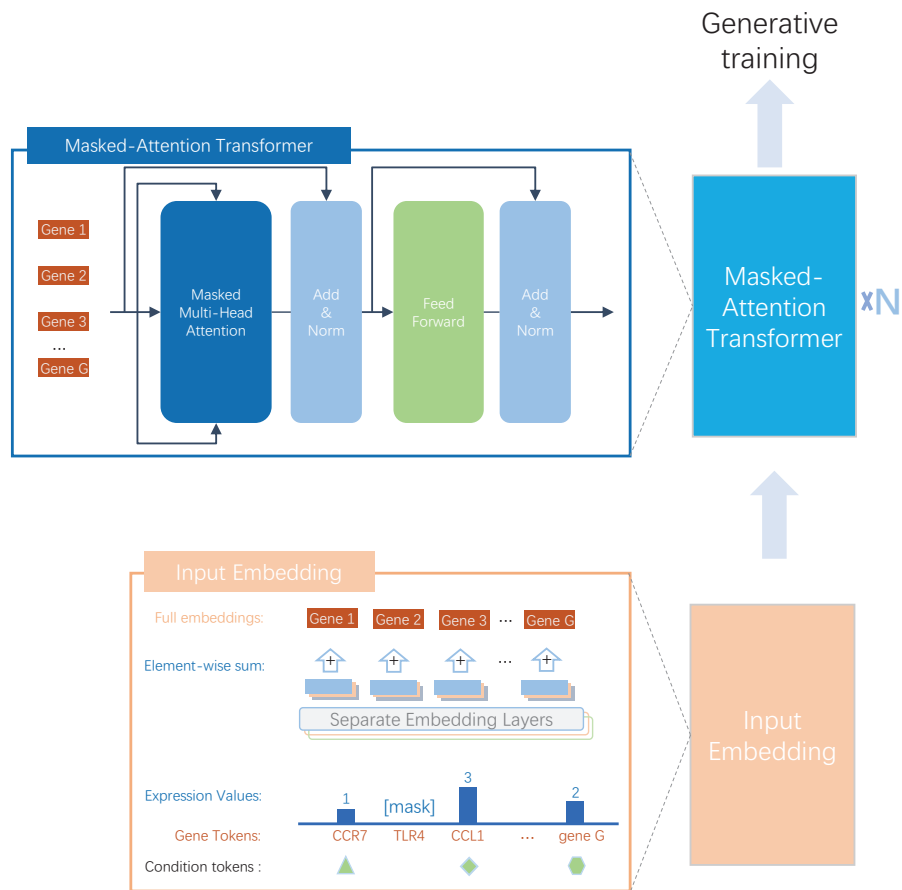 Generative
training
Masked-Attention Transformer
Gene 1
Gene 2
Gene 3
...
Gene G
Masked
Multi-Head
Attention
Add
&
Norm
Feed
Forward
Add
&
Norm
Masked-
Attention
Transformer
×N
Input Embedding
Full embeddings:
Gene 1 Gene 2 Gene 3 ... Gene G
Element-wise sum:
+ + + ... +
Separate Embedding Layers
Expression Values:
1 [mask] 3 2
Gene Tokens:
CCR7 TLR4 CCL1 ... gene G
Condition tokens :
Input
Embedding